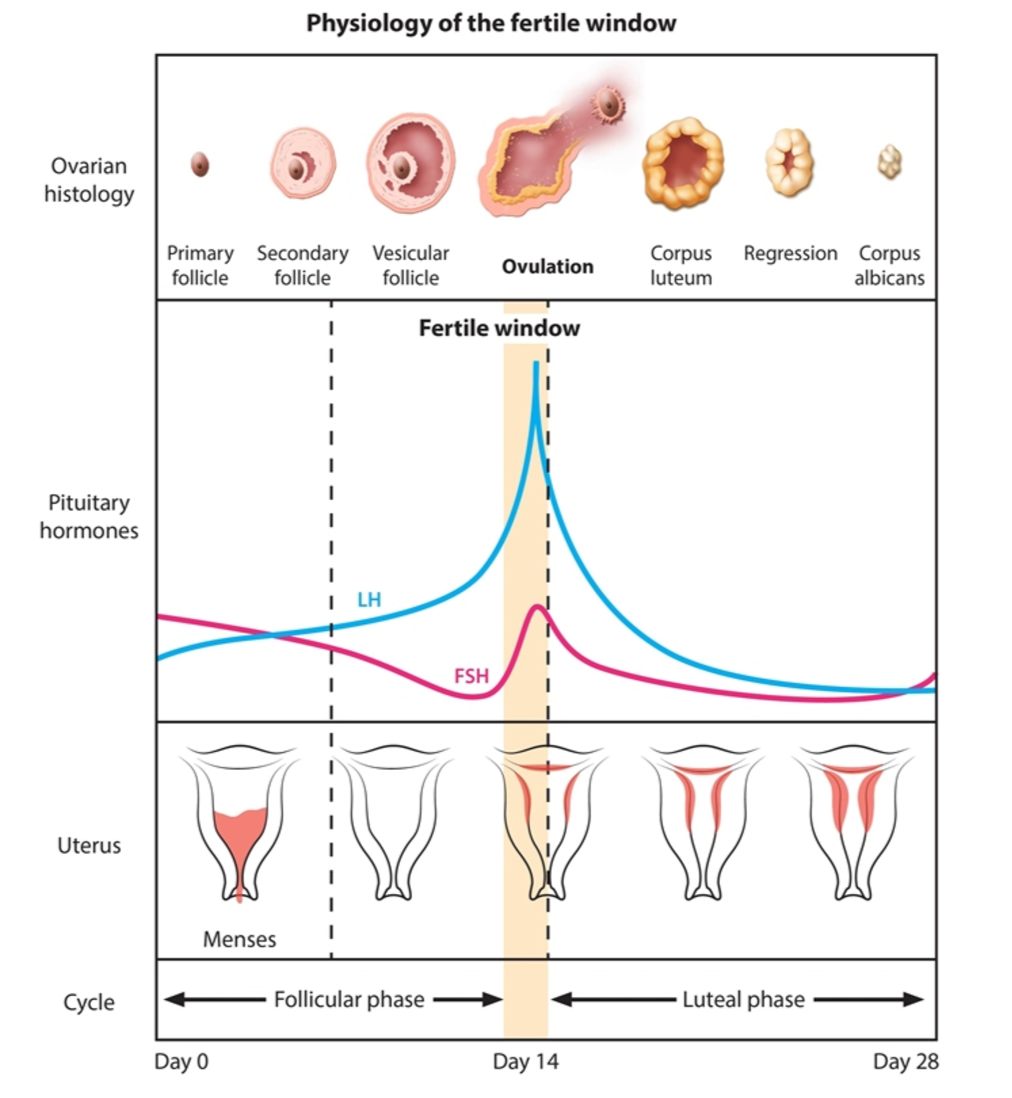 Physiology of the fertile window
Ovarian
histology
Primary
follicle
Secondary
follicle
Vesicular
follicle
Ovulation
Corpus
luteum
Regression
Corpus
albicans
Fertile window
Pituitary
hormones
LH
FSH
Uterus
Menses
Cycle
Follicular phase
Luteal phase
Day 0
Day 14
Day 28